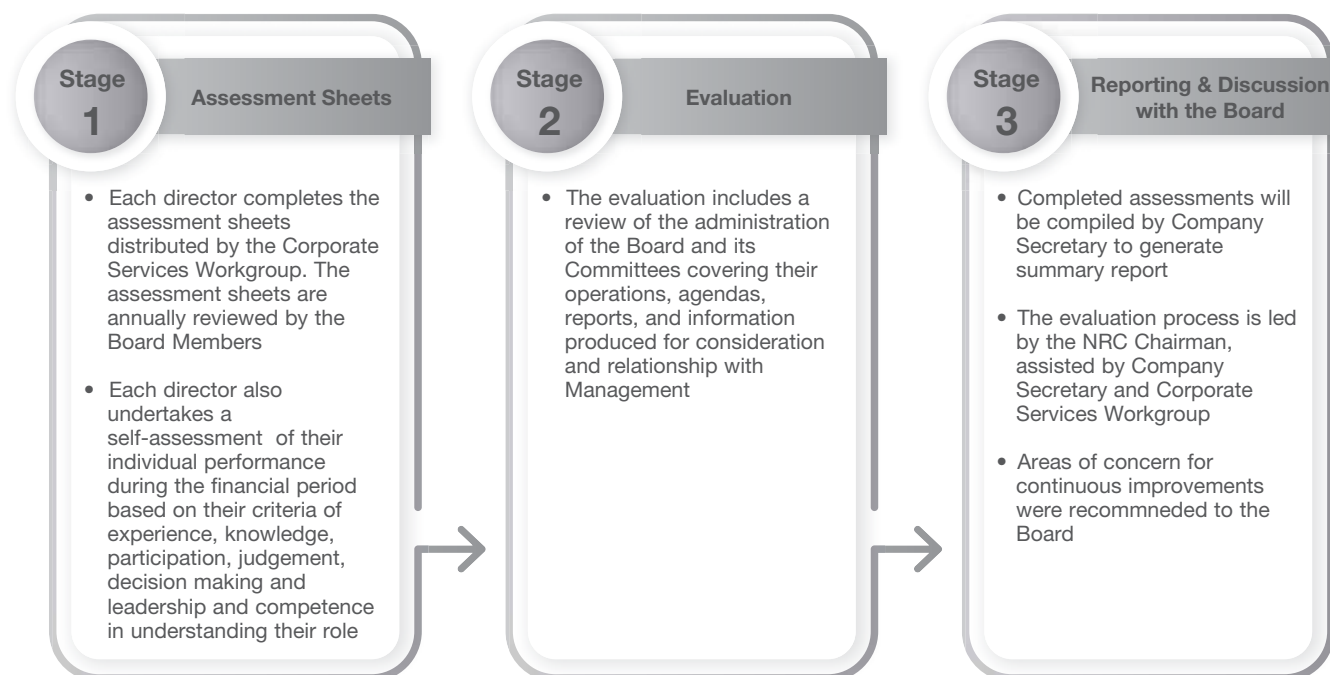 Stage
1
Assessment Sheets
• Each director completes the
assessment sheets
distributed by the Corporate
Services Workgroup. The
assessment sheets are
annually reviewed by the
Board Members
• Each director also
undertakes a
self-assessment of their
individual performance
during the financial period
based on their criteria of
experience, knowledge,
participation, judgement,
decision making and
leadership and competence
in understanding their role
Stage
2
Evaluation
• The evaluation includes a
review of the administration
of the Board and its
Committees covering their
operations, agendas,
reports, and information
produced for consideration
and relationship with
Management
Stage
3
Reporting & Discussion
with the Board
• Completed assessments will
be compiled by Company
Secretary to generate
summary report
• The evaluation process is led
by the NRC Chairman,
assisted by Company
Secretary and Corporate
Services Workgroup
• Areas of concern for
continuous improvements
were recommneded to the
Board